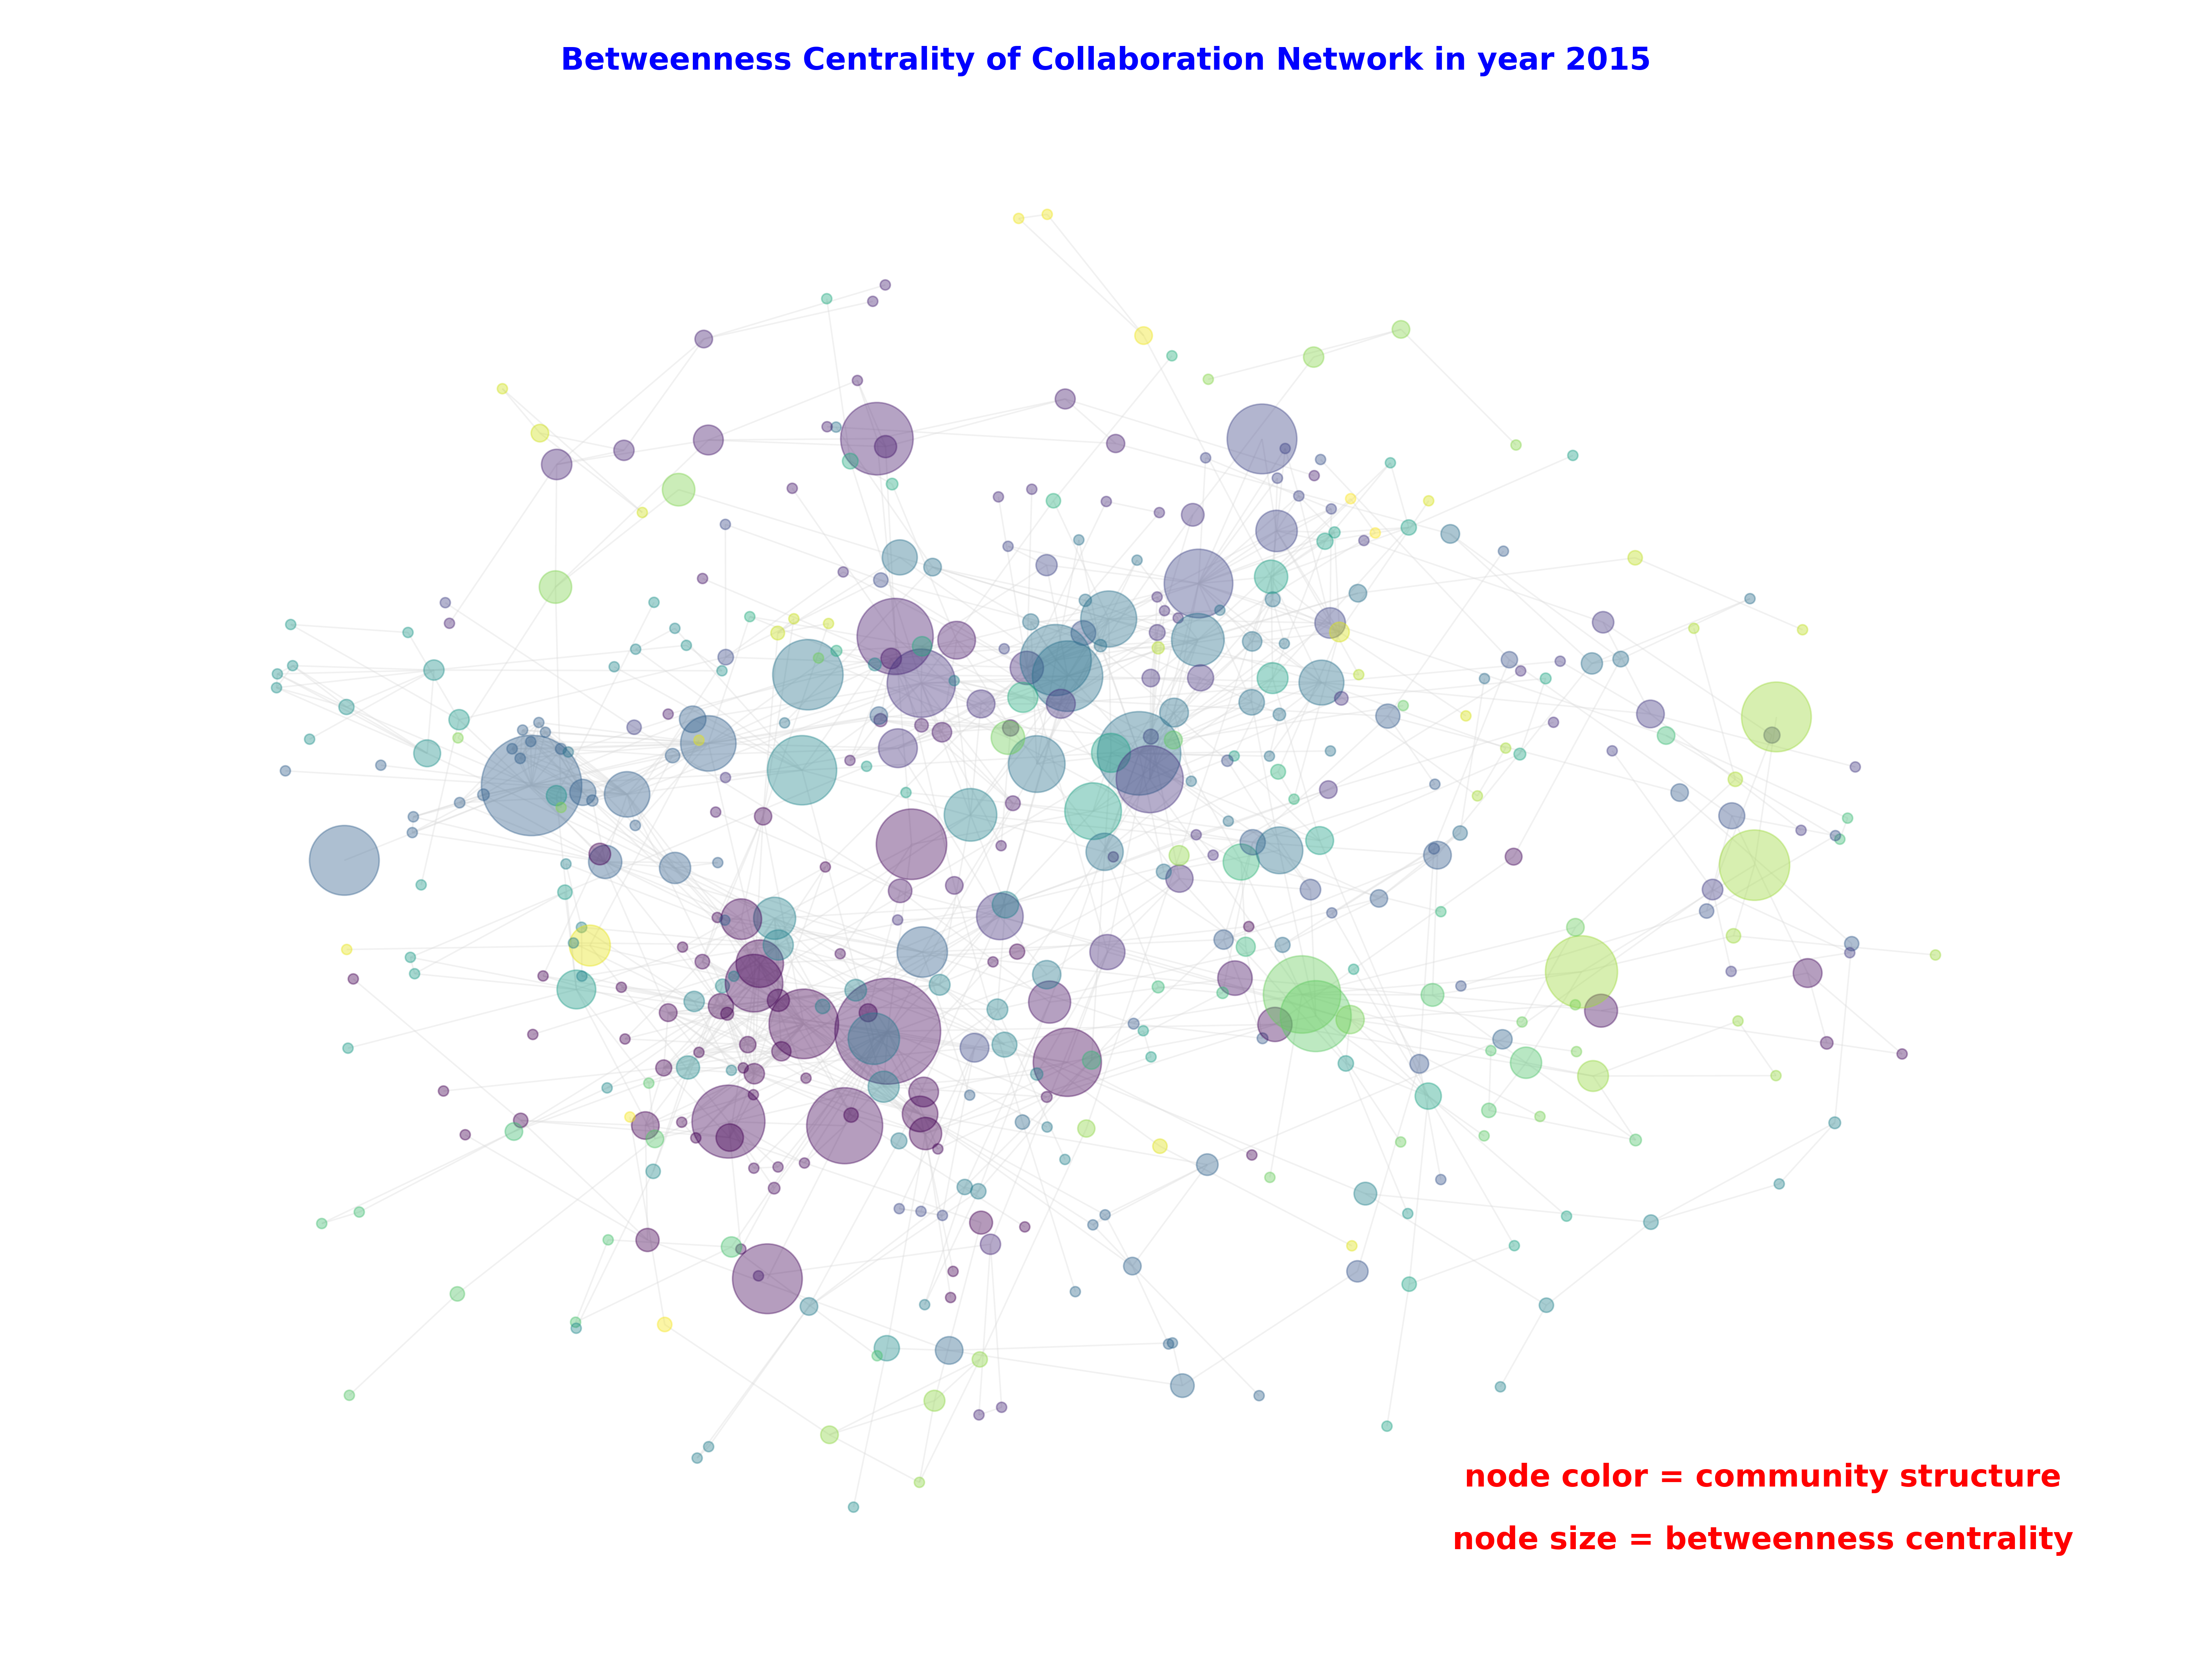 Betweenness Centrality of Collaboration Network in year 2015
node color = community structure
node size = betweenness centrality